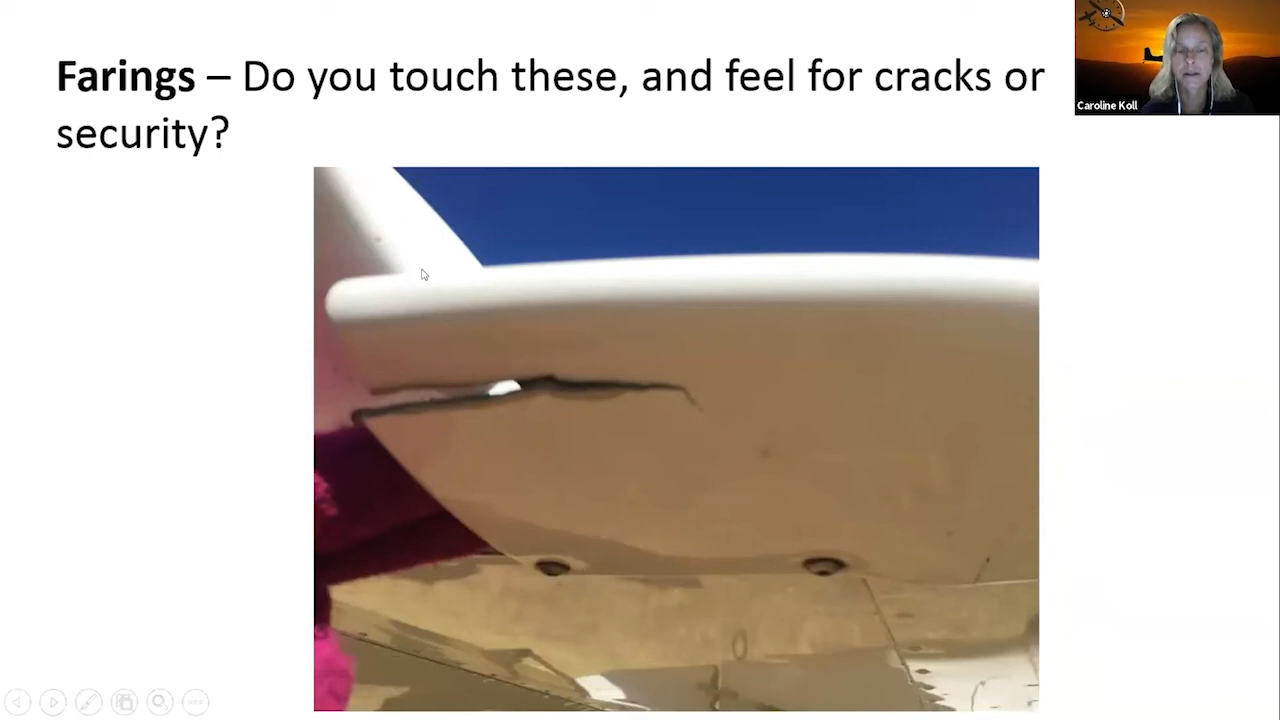 Farings – Do you touch these, and feel for cracks or
security?
Caroline Koll